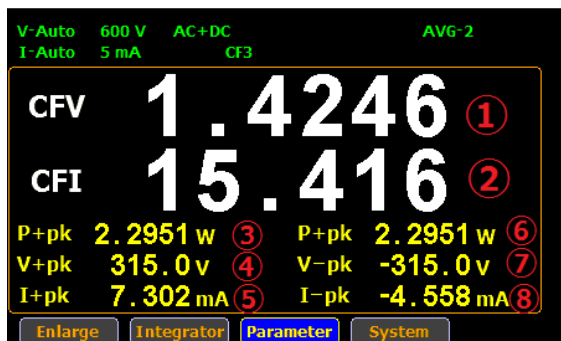 V-Auto 600 V AC+DC AVG-2
I-Auto 5 mA CF3
CFV 1.4246 ①
CFI 15.416 ②
P+pk 2.2951 W ③ P+pk 2.2951 W ⑥
V+pk 315.0 V ④ V-pk -315.0 V ⑦
I+pk 7.302 mA ⑤ I-pk -4.558 mA ⑧
Enlarge Integrator Parameter System